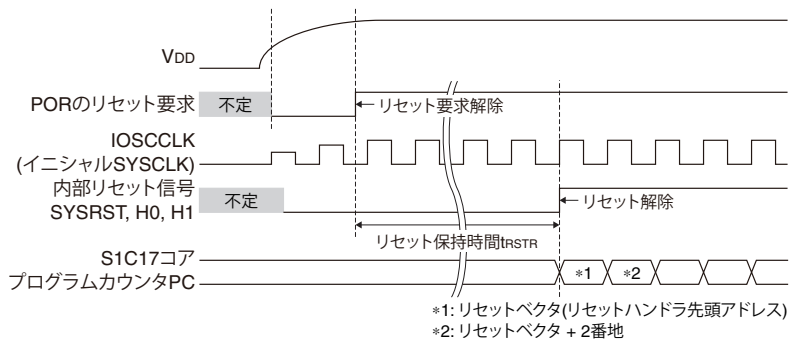 VDD
PORのリセット要求
不定
リセット要求解除
IOSCCLK
(イニシャルSYSCLK)
内部リセット信号
SYSRST, H0, H1
不定
リセット解除
リセット保持時間tRSTR
S1C17コア
プログラムカウンタPC
*1
*2
*1: リセットベクタ(リセットハンドラ先頭アドレス)
*2: リセットベクタ + 2番地